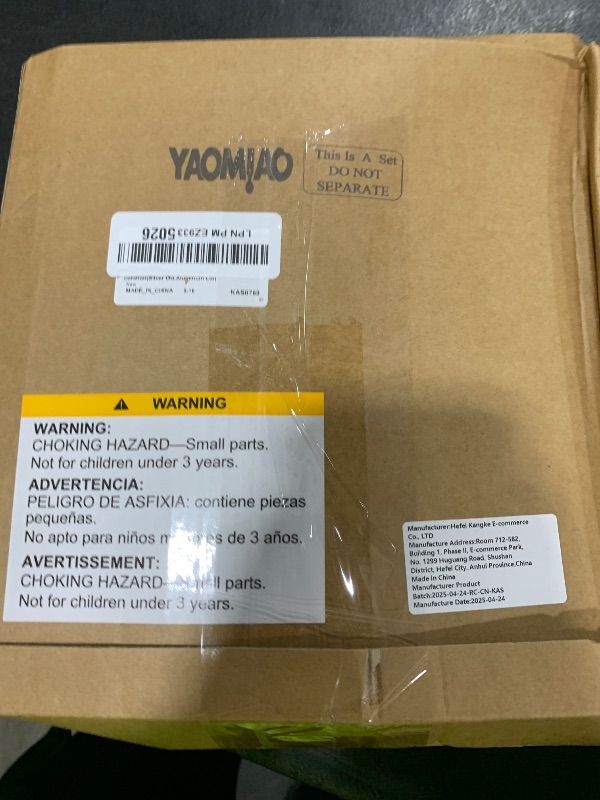 YAOMIAO
This Is A Set
DO NOT
SEPARATE
LPN PM EZ9335026
New
MADE_IN_CHINA
KAS0769
WARNING
WARNING:
CHOKING HAZARD—Small parts.
Not for children under 3 years.
ADVERTENCIA:
PELIGRO DE ASFIXIA: contiene piezas
pequeñas.
No apto para niños de 3 años.
AVERTISSEMENT:
CHOKING HAZARD— parts.
Not for children under 3 years.
Manufacturer:Hefei Kangke E-commerce
Co., LTD
Manufacture Address:Room 712-582,
Building 1, Phase II, E-commerce Park,
No. 1299 Huguang Road, Shushan
District, Hefei City, Anhui Province,China
Made in China
Manufacturer Product
Batch:2025-04-24-RC-CN-KAS
Manufacture Date:2025-04-24